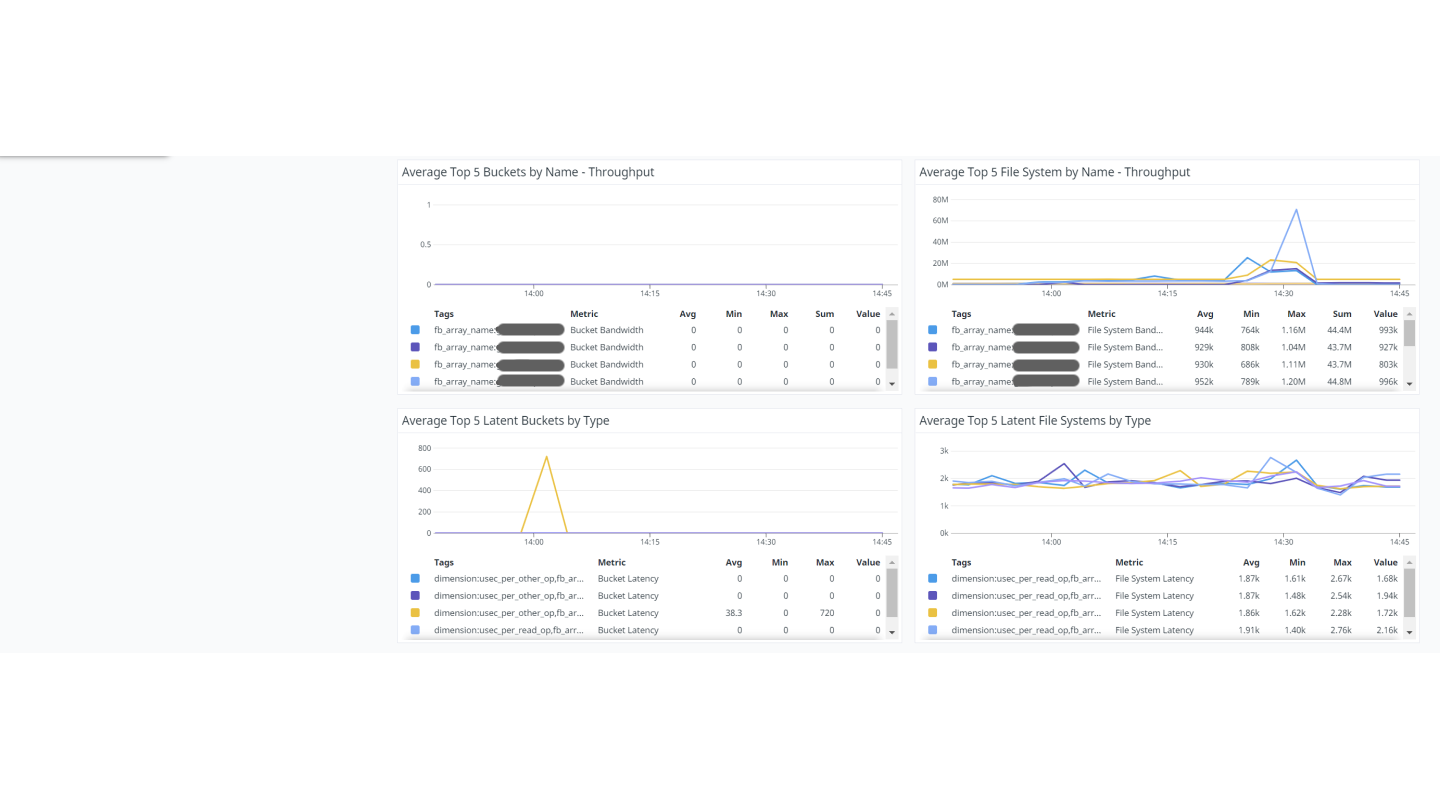 Average Top 5 Buckets by Name - Throughput
1
0.5
0
14:00 14:15 14:30 14:45
Tags Metric Avg Min Max Sum Value
fb_array_name: Bucket Bandwidth 0 0 0 0 0
fb_array_name: Bucket Bandwidth 0 0 0 0 0
fb_array_name: Bucket Bandwidth 0 0 0 0 0
fb_array_name: Bucket Bandwidth 0 0 0 0 0
Average Top 5 File System by Name - Throughput
80M
60M
40M
20M
0M
14:00 14:15 14:30 14:45
Tags Metric Avg Min Max Sum Value
fb_array_name: File System Band... 944k 764k 1.16M 44.4M 993k
fb_array_name: File System Band... 929k 808k 1.04M 43.7M 927k
fb_array_name: File System Band... 930k 686k 1.11M 43.7M 803k
fb_array_name: File System Band... 952k 789k 1.20M 44.8M 996k
Average Top 5 Latent Buckets by Type
800
600
400
200
0
14:00 14:15 14:30 14:45
Tags Metric Avg Min Max Value
dimension:usec_per_other_op,fb_ar... Bucket Latency 0 0 0 0
dimension:usec_per_other_op,fb_ar... Bucket Latency 0 0 0 0
dimension:usec_per_other_op,fb_ar... Bucket Latency 38.3 0 720 0
dimension:usec_per_read_op,fb_arr... Bucket Latency 0 0 0 0
Average Top 5 Latent File Systems by Type
3k
2k
1k
0k
14:00 14:15 14:30 14:45
Tags Metric Avg Min Max Value
dimension:usec_per_read_op,fb_arr... File System Latency 1.87k 1.61k 2.67k 1.68k
dimension:usec_per_read_op,fb_arr... File System Latency 1.87k 1.48k 2.54k 1.94k
dimension:usec_per_read_op,fb_arr... File System Latency 1.86k 1.62k 2.28k 1.72k
dimension:usec_per_read_op,fb_arr... File System Latency 1.91k 1.40k 2.76k 2.16k